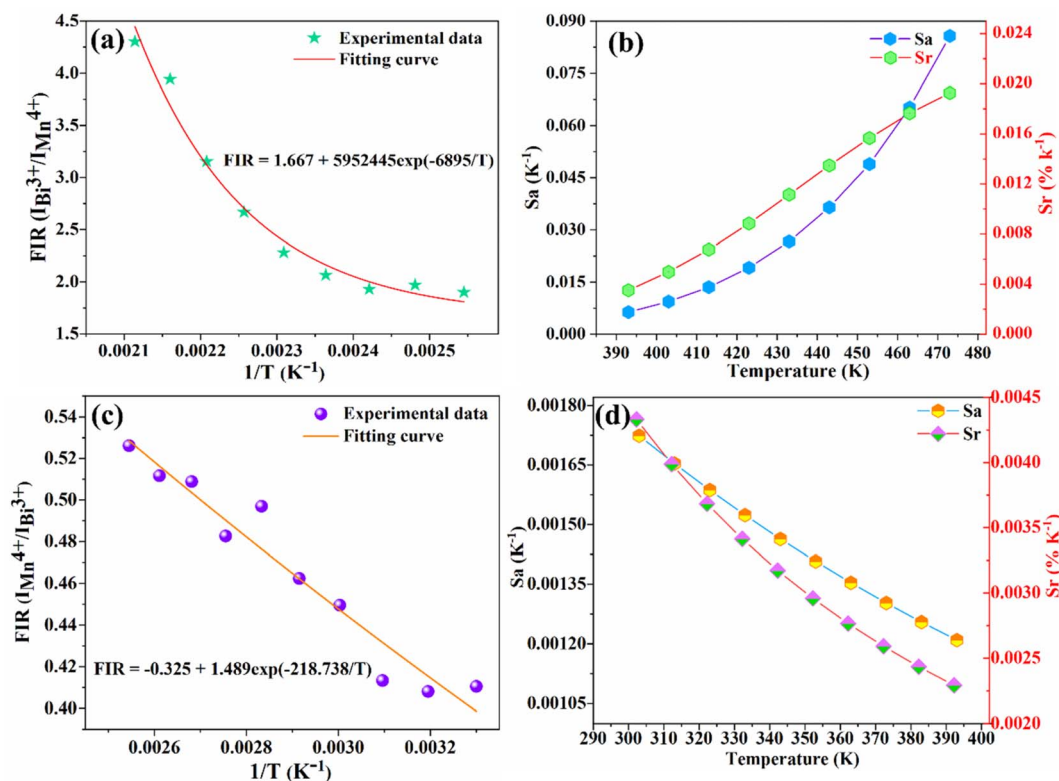 (a)
Experimental data
Fitting curve
FIR = 1.667 + 5952445exp(-6895/T)
FIR (I_Bi³⁺/I_Mn⁴⁺)
4.5
4.0
3.5
3.0
2.5
2.0
1.5
0.0021 0.0022 0.0023 0.0024 0.0025
1/T (K⁻¹)
(b)
Sa
Sr
Sa (K⁻¹)
0.090
0.075
0.060
0.045
0.030
0.015
0.000
390 400 410 420 430 440 450 460 470 480
Temperature (K)
0.024
0.020
0.016
0.012
0.008
0.004
0.000
Sr (% k⁻¹)
(c)
Experimental data
Fitting curve
FIR = -0.325 + 1.489exp(-218.738/T)
FIR (I_Mn⁴⁺/I_Bi³⁺)
0.54
0.52
0.50
0.48
0.46
0.44
0.42
0.40
0.0026 0.0028 0.0030 0.0032
1/T (K⁻¹)
(d)
Sa
Sr
Sa (K⁻¹)
0.00180
0.00165
0.00150
0.00135
0.00120
0.00105
290 300 310 320 330 340 350 360 370 380 390 400
Temperature (K)
0.0045
0.0040
0.0035
0.0030
0.0025
0.0020
Sr (% K⁻¹)